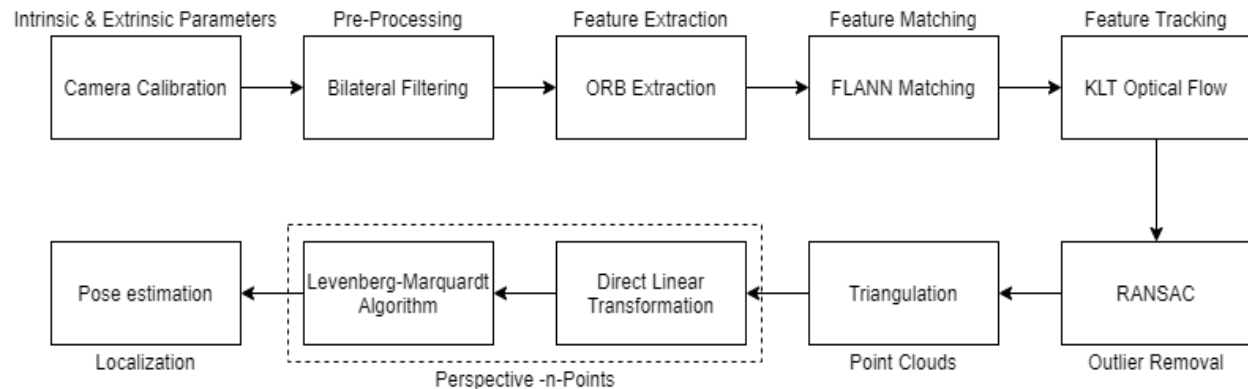 Intrinsic & Extrinsic Parameters
Pre-Processing
Feature Extraction
Feature Matching
Feature Tracking
Camera Calibration
Bilateral Filtering
ORB Extraction
FLANN Matching
KLT Optical Flow
Pose estimation
Levenberg-Marquardt
Algorithm
Direct Linear
Transformation
Triangulation
RANSAC
Localization
Perspective -n-Points
Point Clouds
Outlier Removal